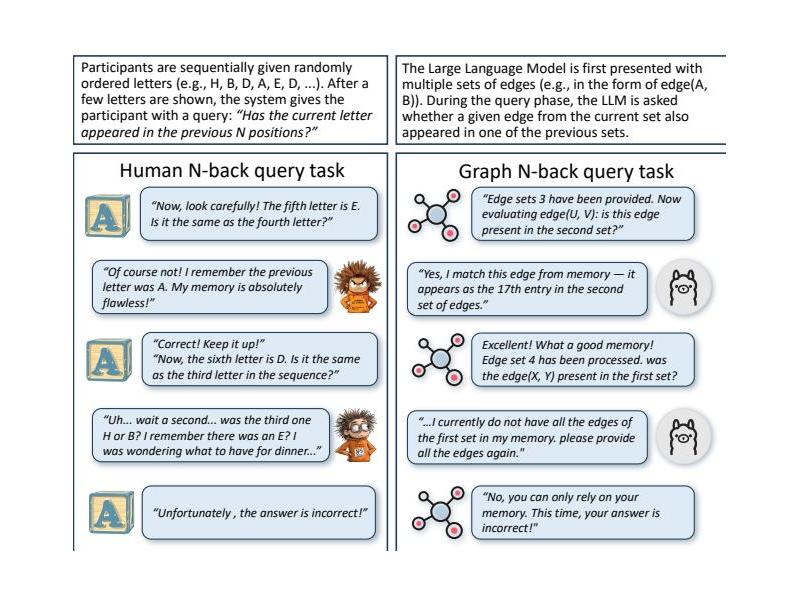 Participants are sequentially given randomly
ordered letters (e.g., H, B, D, A, E, D, ...). After a
few letters are shown, the system gives the
participant with a query: “Has the current letter
appeared in the previous N positions?”
Human N-back query task
A
“Now, look carefully! The fifth letter is E.
Is it the same as the fourth letter?”
“Of course not! I remember the previous
letter was A. My memory is absolutely
flawless!”
A
“Correct! Keep it up!”
“Now, the sixth letter is D. Is it the same
as the third letter in the sequence?”
“Uh... wait a second... was the third one
H or B? I remember there was an E? I
was wondering what to have for dinner...”
A
“Unfortunately , the answer is incorrect!”
The Large Language Model is first presented with
multiple sets of edges (e.g., in the form of edge(A,
B)). During the query phase, the LLM is asked
whether a given edge from the current set also
appeared in one of the previous sets.
Graph N-back query task
“Edge sets 3 have been provided. Now
evaluating edge(U, V): is this edge
present in the second set?”
“Yes, I match this edge from memory — it
appears as the 17th entry in the second
set of edges.”
Excellent! What a good memory!
Edge set 4 has been processed. was
the edge(X, Y) present in the first set?
“...I currently do not have all the edges of
the first set in my memory. please provide
all the edges again."
“No, you can only rely on your
memory. This time, your answer is
incorrect!"